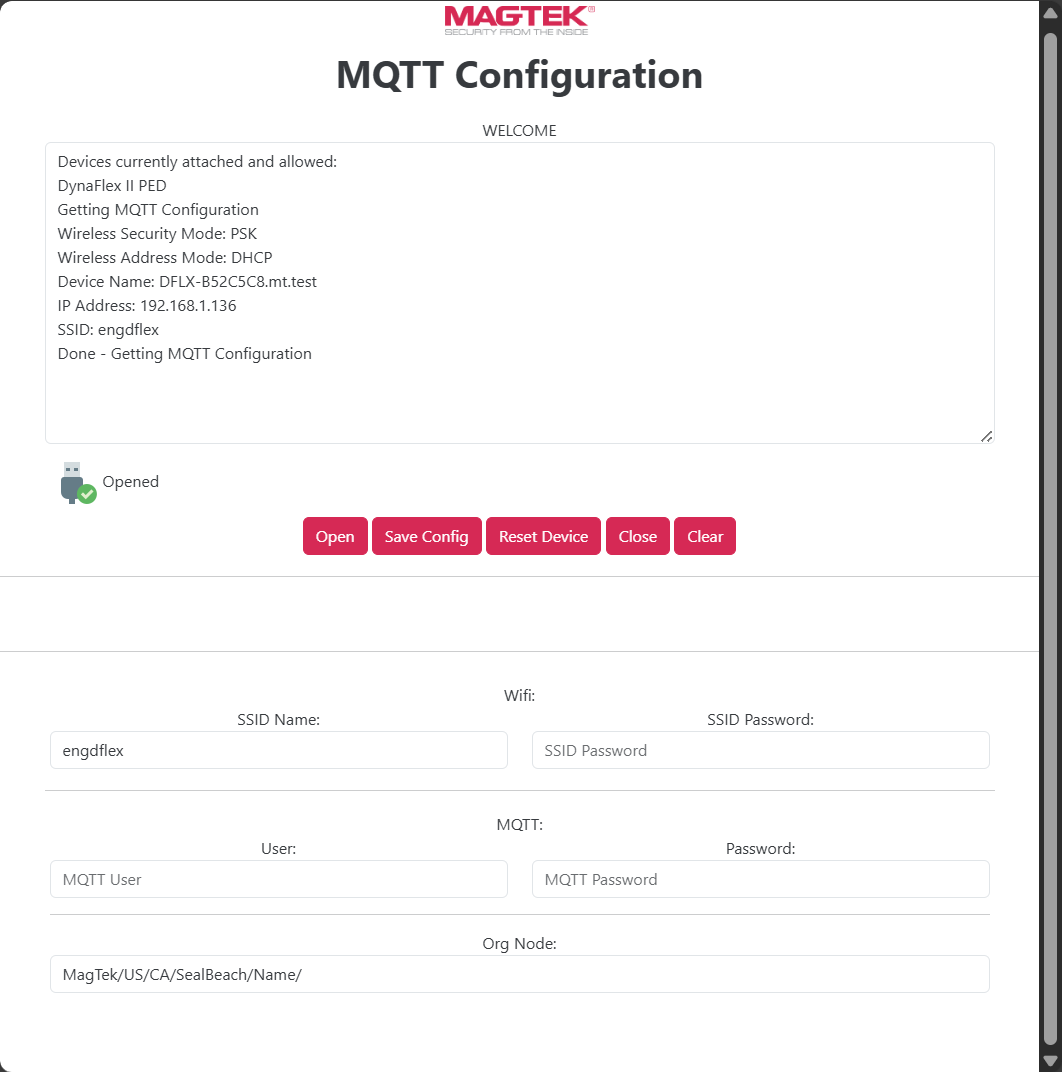 MAGTEK®
SECURITY FROM THE INSIDE
MQTT Configuration
WELCOME
Devices currently attached and allowed:
DynaFlex II PED
Getting MQTT Configuration
Wireless Security Mode: PSK
Wireless Address Mode: DHCP
Device Name: DFLX-B52C5C8.mt.test
IP Address: 192.168.1.136
SSID: engdflex
Done - Getting MQTT Configuration
Opened
Open Save Config Reset Device Close Clear
Wifi:
SSID Name: SSID Password:
engdflex SSID Password
MQTT:
User: Password:
MQTT User MQTT Password
Org Node:
MagTek/US/CA/SealBeach/Name/